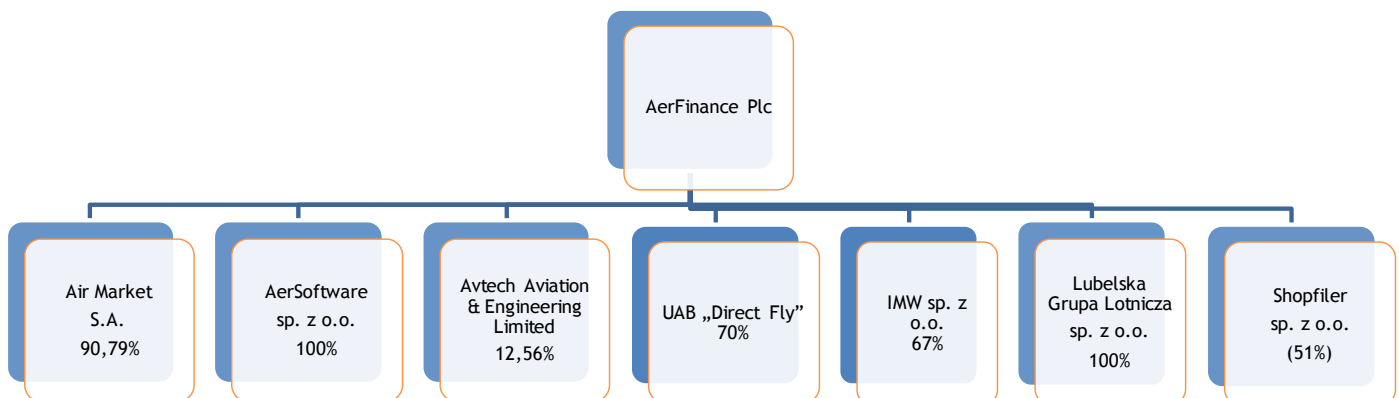 AerFinance Plc
Air Market
S.A.
90,79%
AerSoftware
sp. z o.o.
100%
Avtech Aviation
& Engineering
Limited
12,56%
UAB „Direct Fly”
70%
IMW sp. z
o.o.
67%
Lubelska
Grupa Lotnicza
sp. z o.o.
100%
Shopfiler
sp. z o.o.
(51%)